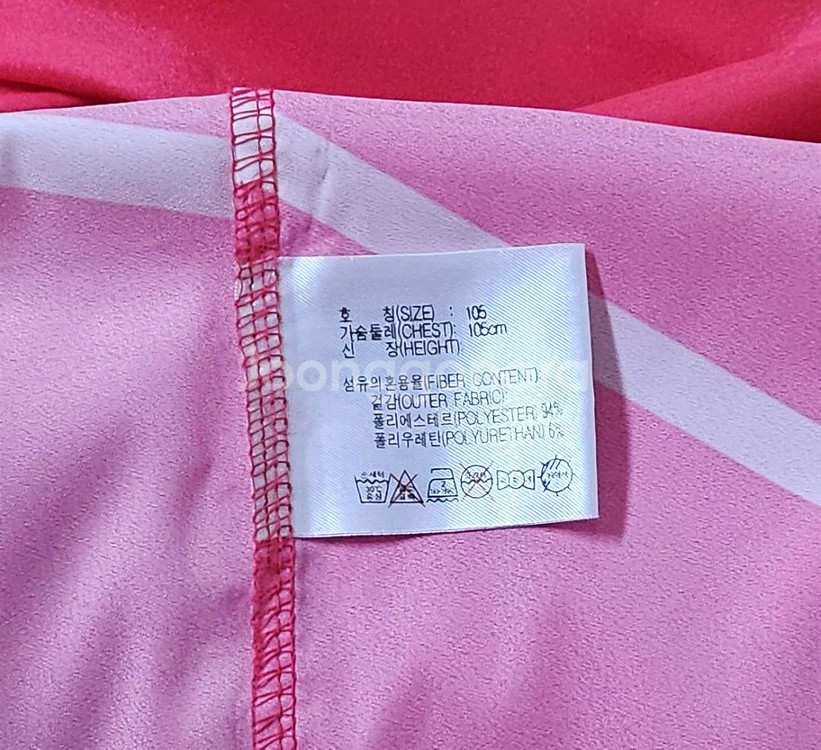 호 칭(SIZE) : 105
가슴둘레(CHEST): 105cm
신 장(HEIGHT):
섬유의혼용율(FIBER CONTENT):
겉감(OUTER FABRIC):
폴리에스테르(POLYESTER) 94%
폴리우레탄(POLYURETHAN) 6%
30℃